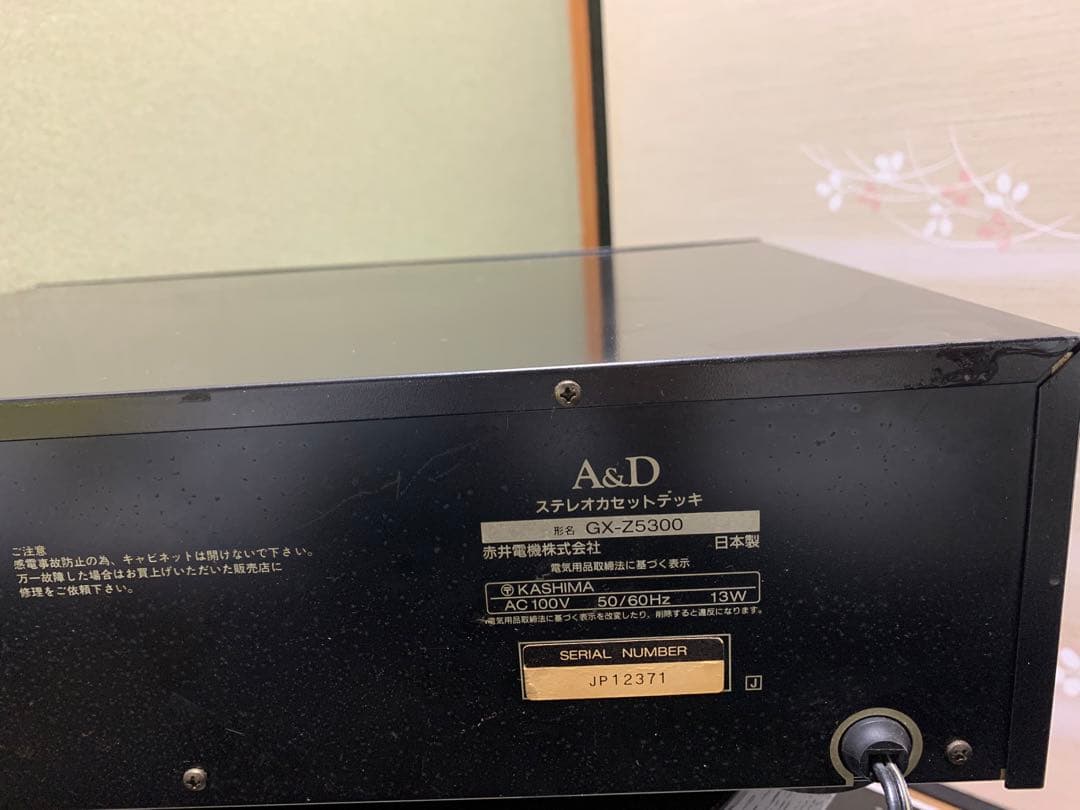 A&D
ステレオカセットデッキ
形名 GX-Z5300
赤井電機株式会社 日本製
電気用品取締法に基づく表示
〒 KASHIMA
AC 100V 50/60Hz 13W
電気用品取締法に基づく表示を改変したり、削除すると違反になります。
SERIAL NUMBER
JP12371
J
ご注意
感電事故防止の為、キャビネットは開けないで下さい。
万一故障した場合はお買上げいただいた販売店に
修理をご依頼下さい。